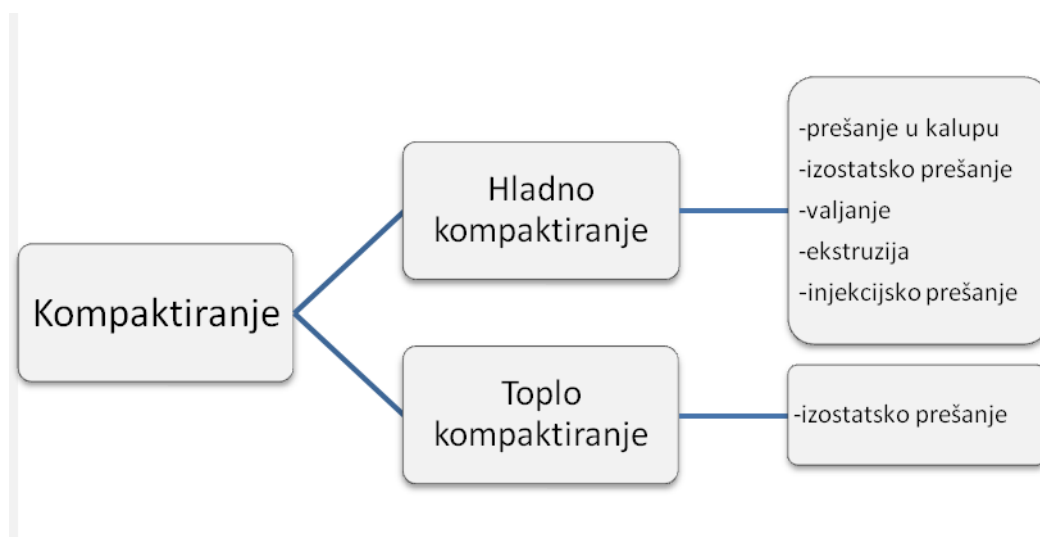 Kompaktiranje
Hladno
kompaktiranje
-prešanje u kalupu
-izostatsko prešanje
-valjanje
-ekstruzija
-injekcijsko prešanje
Toplo
kompaktiranje
-izostatsko prešanje